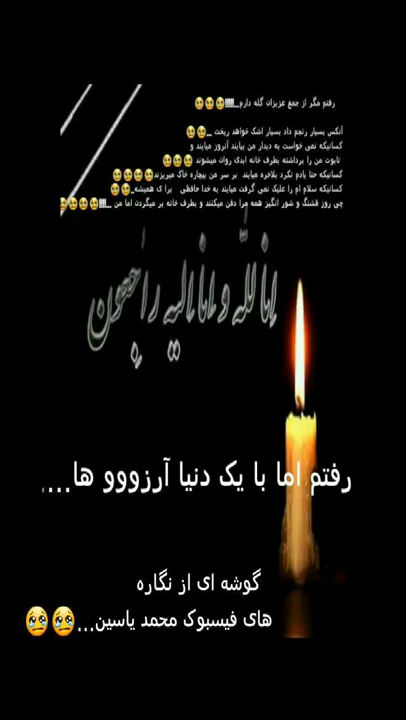 رفتم مگر از جمع عزیزان گله دارم...!!!!!!🥺🥺🥺
آنکس بسیار رنجم داد بسیار اشک خواهد ریخت ...🥺🥺
کسانیکه نمی خواست به دیدار من بیایند آنروز میایند و
تابوت من را برداشته بطرف خانه ابدی روان میشوند 🥺🥺🥺
کسانیکه حتا یادم نکرد بلاخره میایند بر سر من بیچاره خاک میریزند🥺🥺🥺🥺
کسانیکه سلام ام را علیک نمی گرفت میایند به خدا حافظی برا ی همیشه...🥺🥺
چی روز قشنگ و شور انگیز همه مرا دفن میکنند و بطرف خانه بر میگردن اما من ..!!!!!!🥺🥺🥺🥺
انا لله و انا الیه راجعون
رفتم اما با یک دنیا آرزووو ها....
گوشه ای از نگاره
های فیسبوک محمد یاسین...🥺🥺